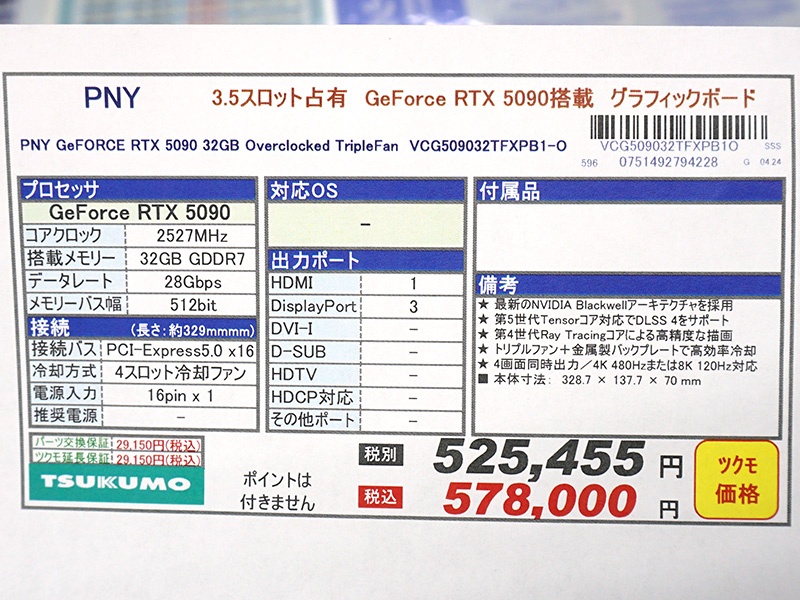 PNY
3.5スロット占有 GeForce RTX 5090搭載 グラフィックボード
PNY GeFORCE RTX 5090 32GB Overclocked TripleFan VCG509032TFXPB1-O
VCG509032TFXPB1O SSS
596 0751492794228 G 04.24
プロセッサ
GeForce RTX 5090
コアクロック 2527MHz
搭載メモリー 32GB GDDR7
データレート 28Gbps
メモリーバス幅 512bit
接続 (長さ:約329mmmm)
接続バス PCI-Express5.0 x16
冷却方式 4スロット冷却ファン
電源入力 16pin x 1
推奨電源 −
対応OS
−
出力ポート
HDMI 1
DisplayPort 3
DVI-I −
D-SUB −
HDTV −
HDCP対応 −
その他ポート −
付属品
備考
★ 最新のNVIDIA Blackwellアーキテクチャを採用
★ 第5世代Tensorコア対応でDLSS 4をサポート
★ 第4世代Ray Tracingコアによる高精度な描画
★ トリプルファン+金属製バックプレートで高効率冷却
★ 4画面同時出力/4K 480Hzまたは8K 120Hz対応
■ 本体寸法: 328.7 × 137.7 × 70 mm
パーツ交換保証 29,150円(税込)
ツクモ延長保証 29,150円(税込)
TSUKUMO
ポイントは
付きません
税別 525,455 円
税込 578,000 円
ツクモ
価格